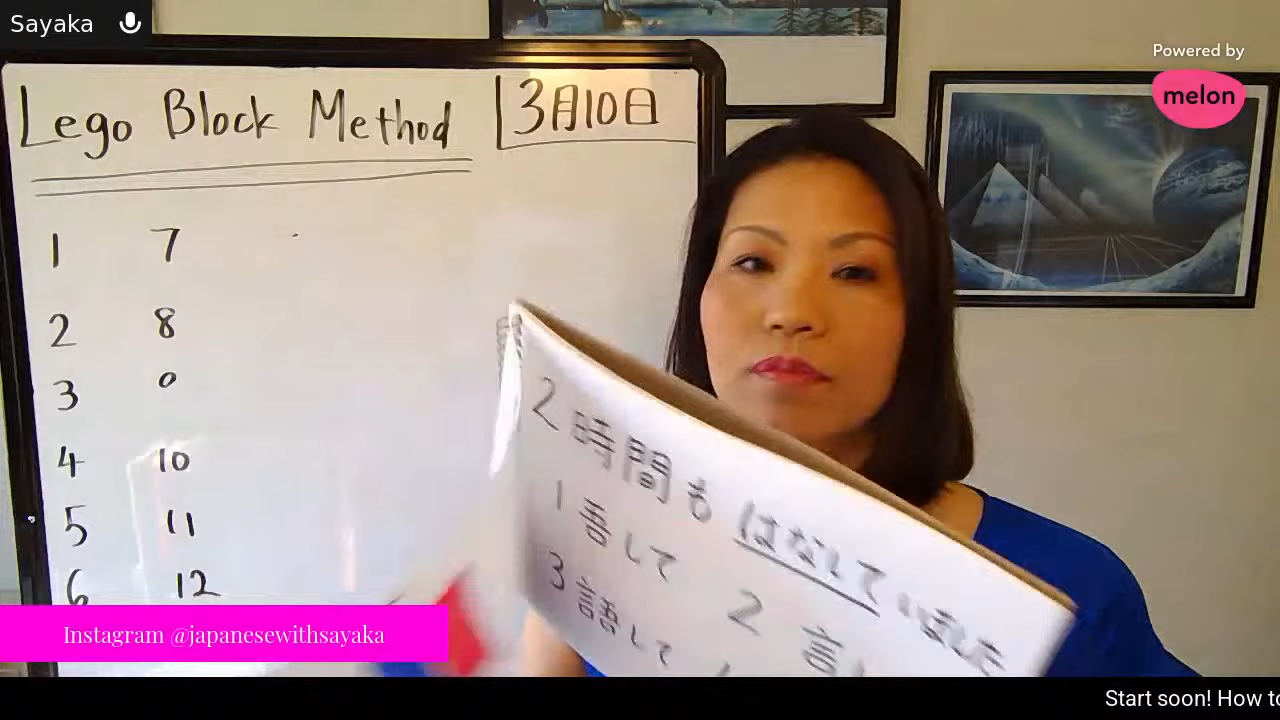 Sayaka
Powered by
melon
Lego Block Method
3月10日
1 7
2 8
3 0
4 10
5 11
6 12
2時間もはなしていました
1
して
2
3
して
Instagram @japanesewithsayaka
Start soon! How to